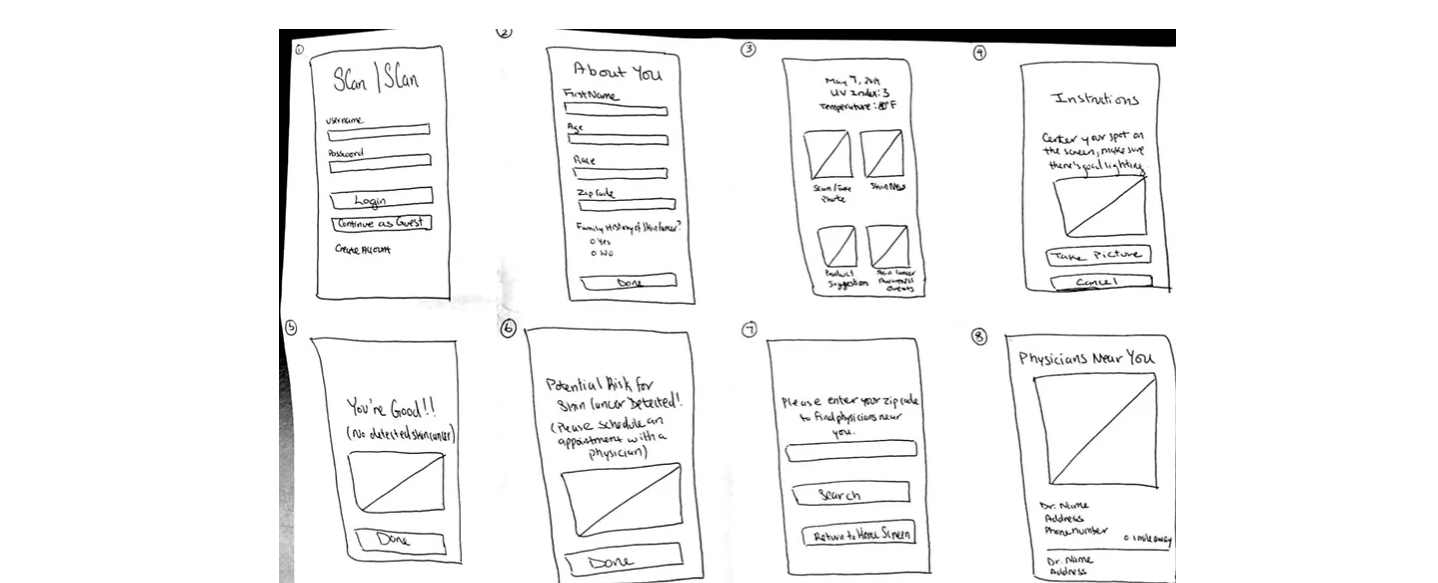 ①
SCan | SCan
username
Password
Login
Continue as Guest
Create Account
②
About You
First Name
Age
Race
Zip Code
Family History of Skin Cancer?
o Yes
o No
Done
③
May 7, 2019
UV Index: 3
Temperature: °F
Scan/Take
Photo
Skin
Product
Suggestion
Skin Cancer
Awareness
Events
④
Instructions
Center your spot on
the screen, make sure
there's good lighting
Take Picture
Cancel
⑤
You're Good!!
(No detected skin cancer)
Done
⑥
Potential Risk for
Skin Cancer Detected!
(Please schedule an
appointment with a
physician)
Done
⑦
Please enter your zip code
to find physicians near
you.
Search
Return to Home Screen
⑧
Physicians Near You
Dr. Name
Address
Phone number
0.1 mile away
Dr. Name
Address